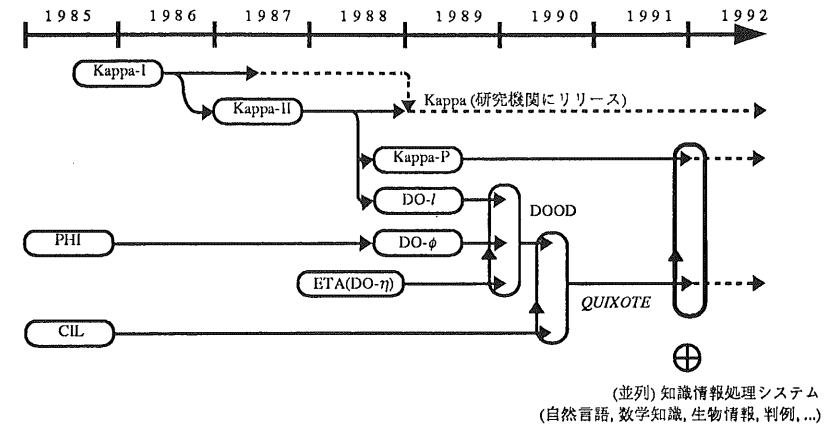 1985 1986 1987 1988 1989 1990 1991 1992
Kappa-I
Kappa (研究機関にリリース)
Kappa-II
Kappa-P
DO-l
DOOD
PHI
DO-φ
ETA(DO-η)
QUIXOTE
CIL
(並列) 知識情報処理システム
(自然言語, 数学知識, 生物情報, 判例, ...)